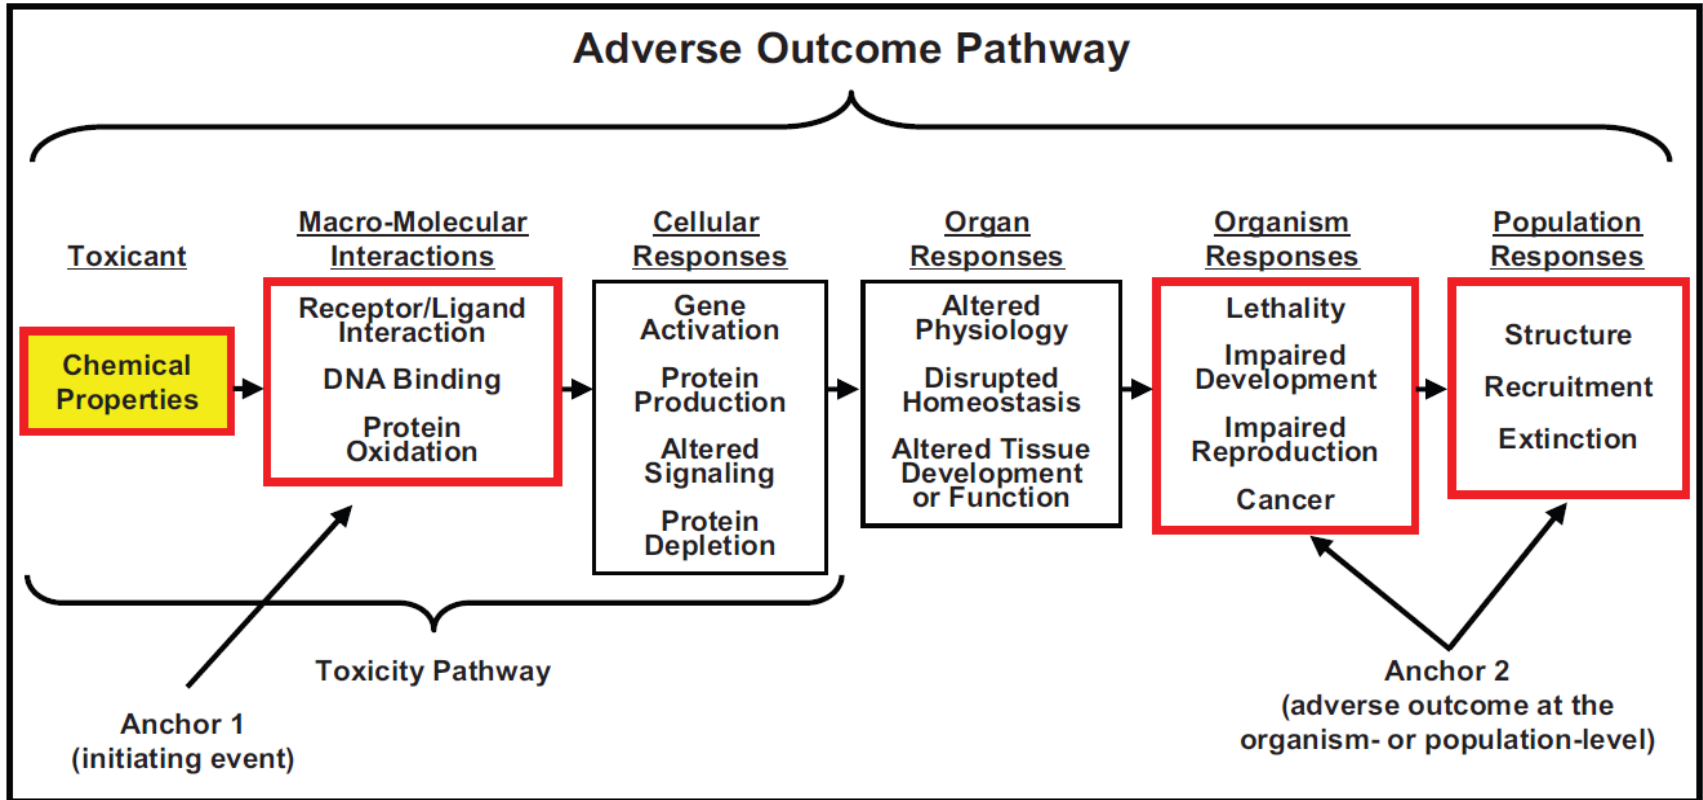 Adverse Outcome Pathway
Toxicant
Chemical
Properties
Macro-Molecular
Interactions
Receptor/Ligand
Interaction
DNA Binding
Protein
Oxidation
Cellular
Responses
Gene
Activation
Protein
Production
Altered
Signaling
Protein
Depletion
Organ
Responses
Altered
Physiology
Disrupted
Homeostasis
Altered Tissue
Development
or Function
Organism
Responses
Lethality
Impaired
Development
Impaired
Reproduction
Cancer
Population
Responses
Structure
Recruitment
Extinction
Toxicity Pathway
Anchor 1
(initiating event)
Anchor 2
(adverse outcome at the
organism- or population-level)